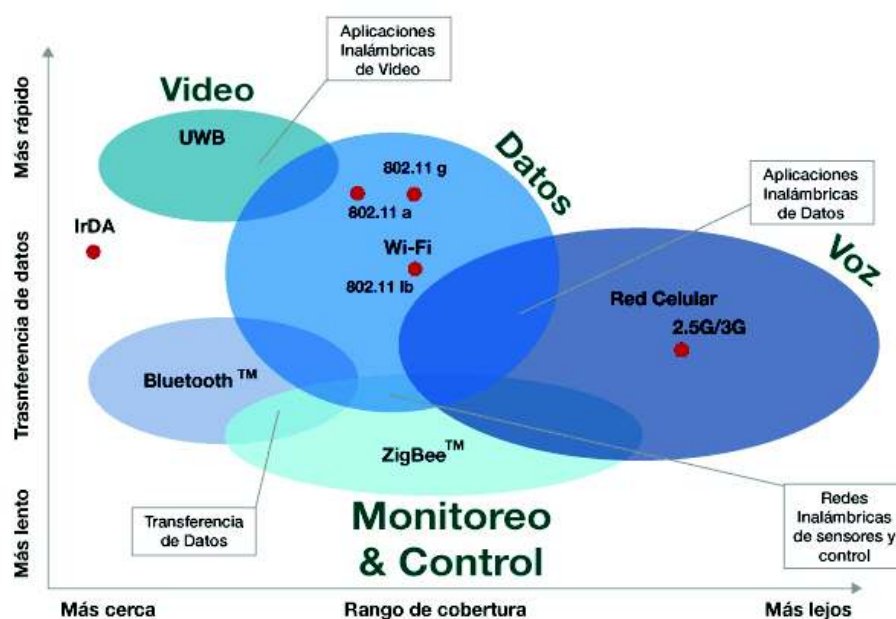 Aplicaciones
Inalámbricas
de Video
Video
UWB
Datos
802.11 g
802.11 a
Wi-Fi
802.11 lb
IrDA
Aplicaciones
Inalámbricas
de Datos
Voz
Red Celular
2.5G/3G
Bluetooth TM
ZigBee TM
Transferencia
de Datos
Monitoreo
& Control
Redes
Inalámbricas
de sensores y
control
Más rápido
Trasnferencia de datos
Más lento
Más cerca
Rango de cobertura
Más lejos